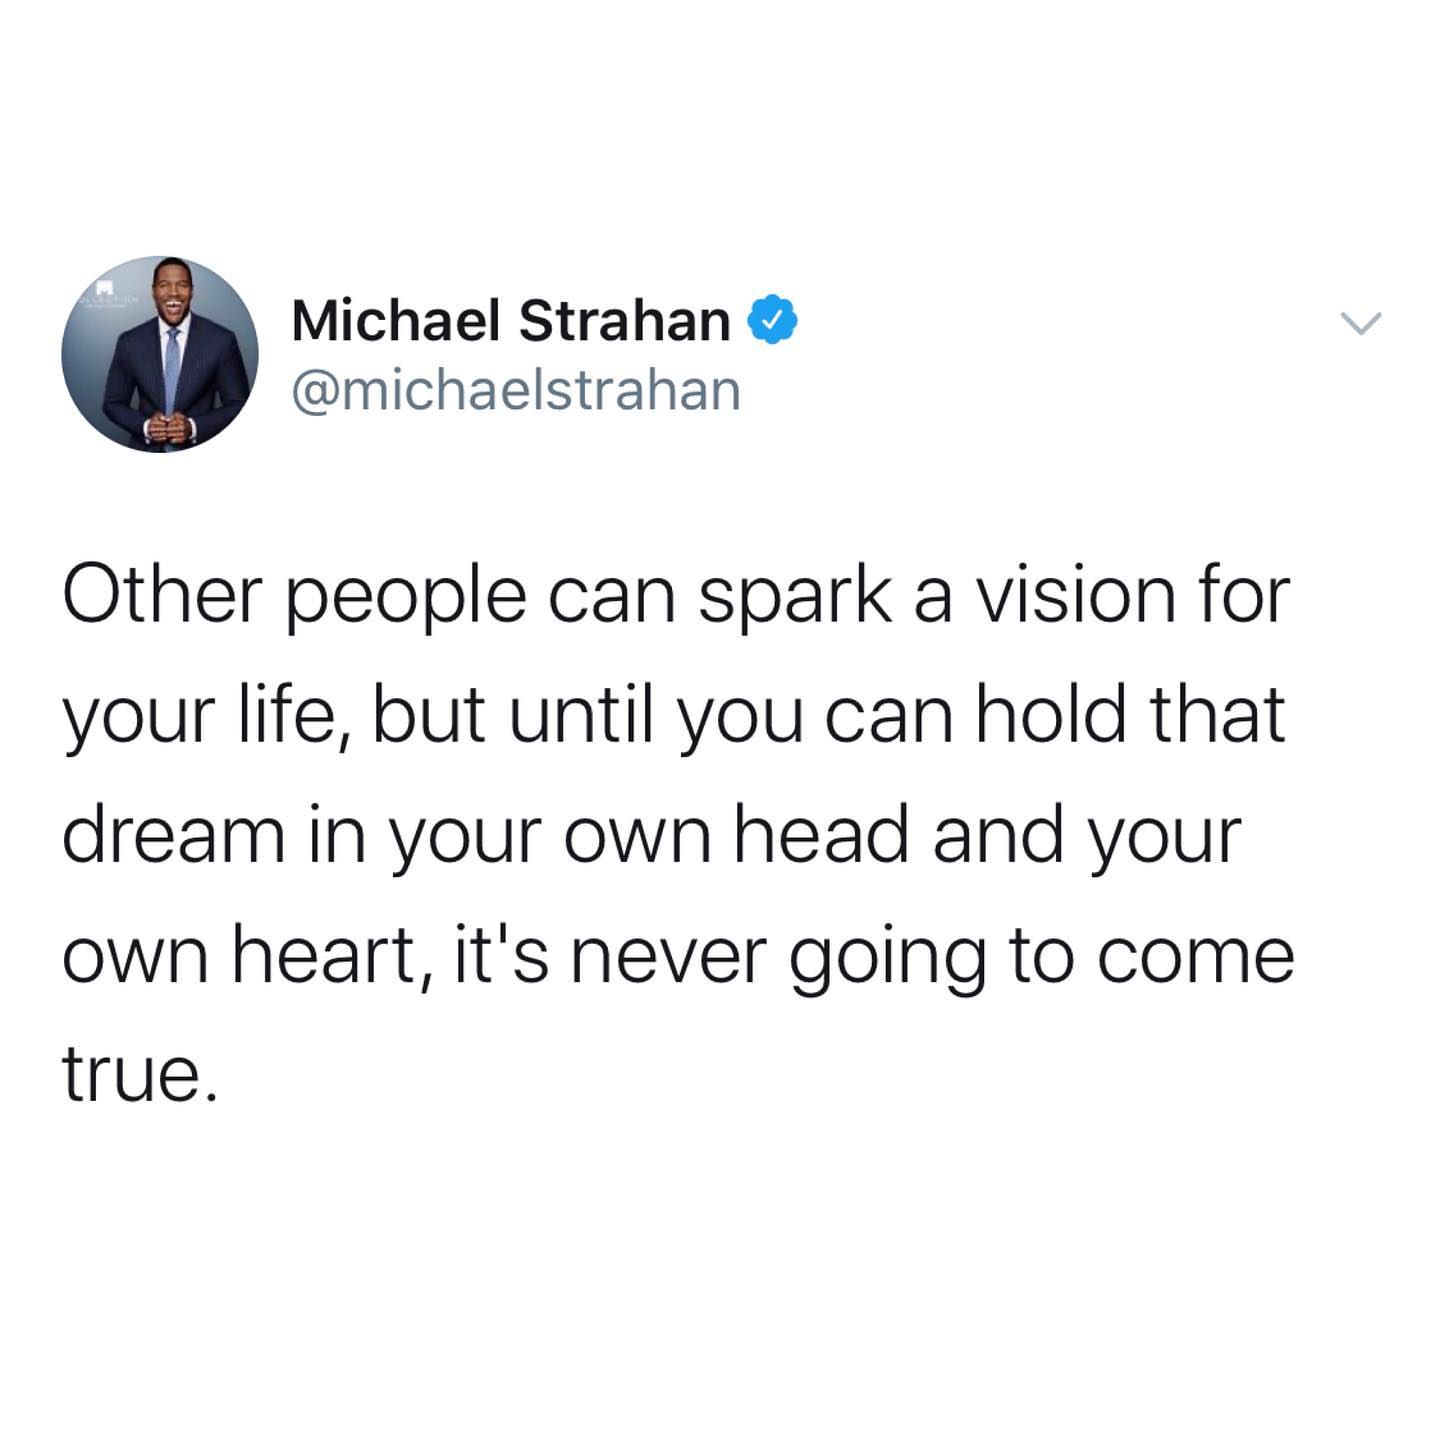 Michael Strahan
@michaelstrahan
Other people can spark a vision for
your life, but until you can hold that
dream in your own head and your
own heart, it's never going to come
true.